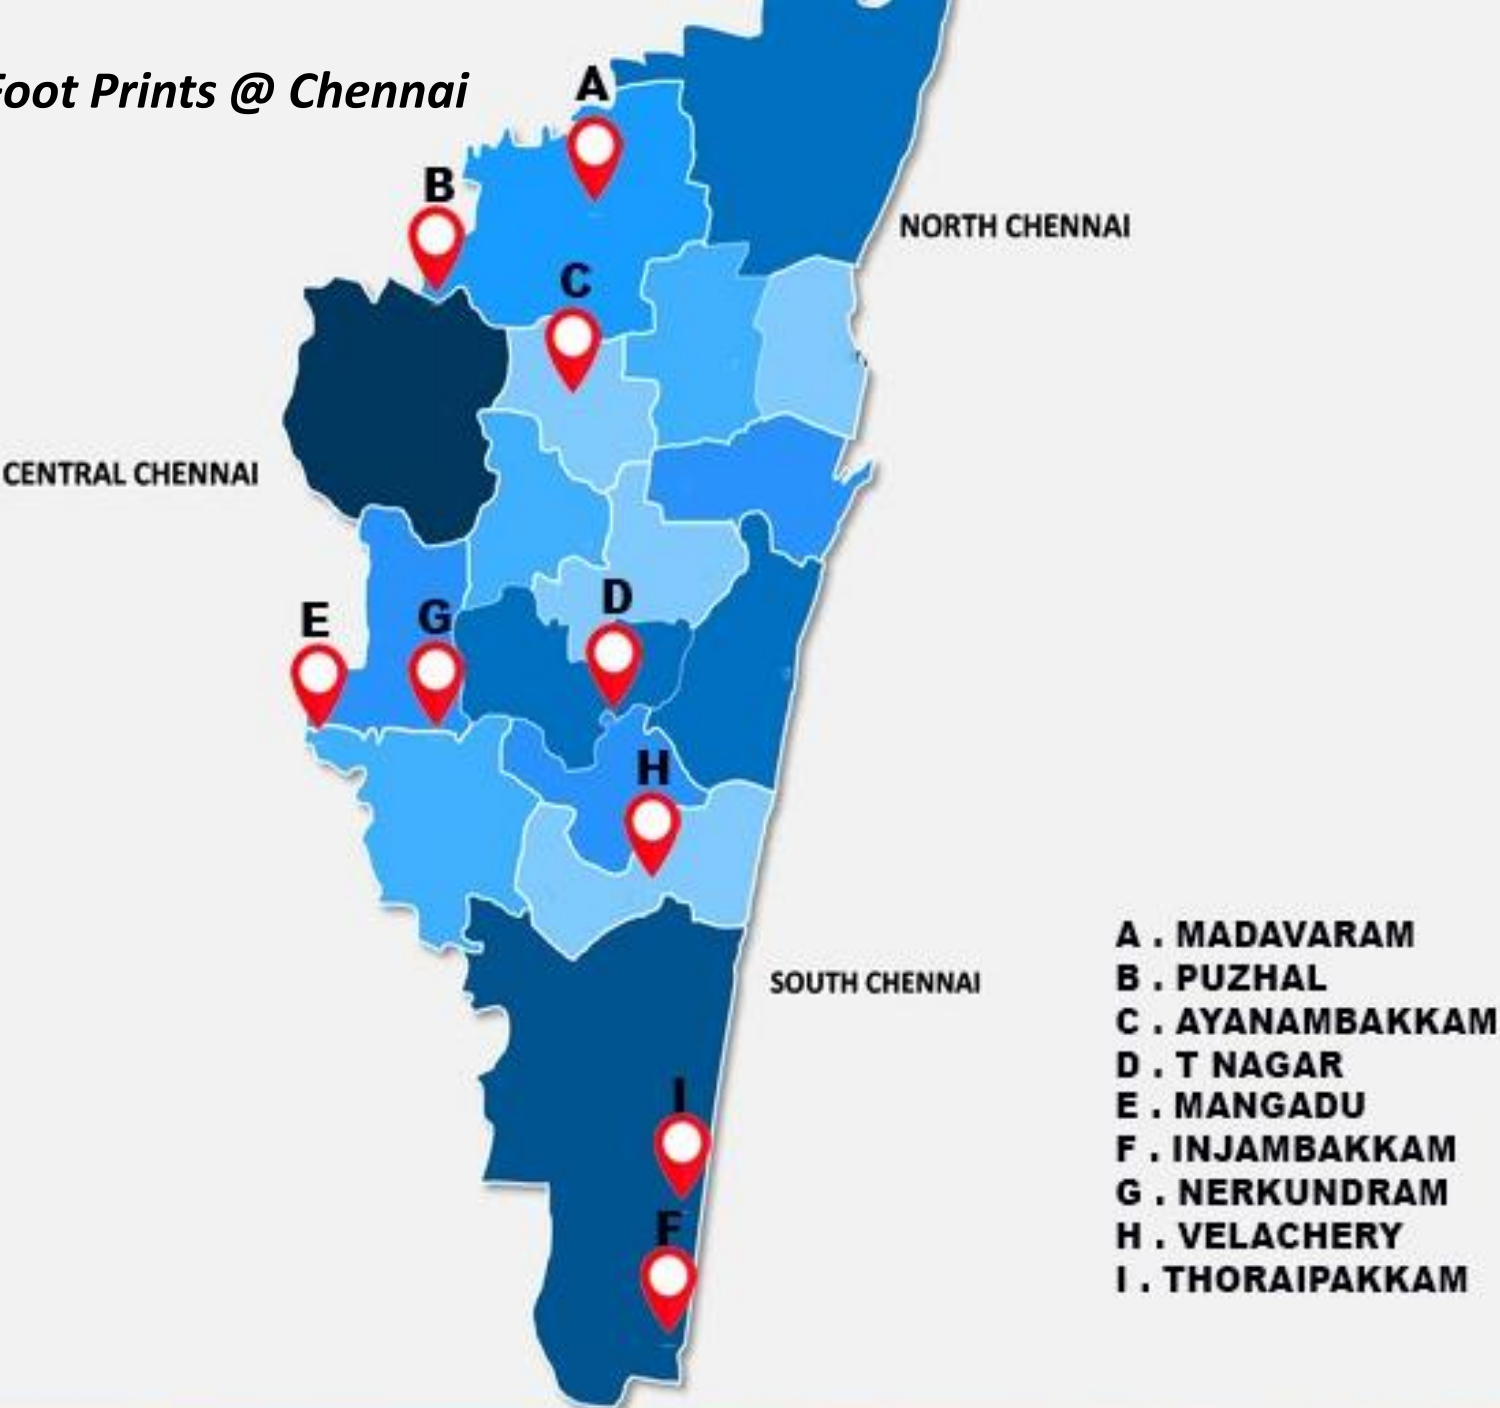 Foot Prints @ Chennai
A
B
NORTH CHENNAI
C
CENTRAL CHENNAI
D
E
G
H
A . MADAVARAM
B . PUZHAL
SOUTH CHENNAI
C . AYANAMBAKKAM
D . T NAGAR
E . MANGADU
F . INJAMBAKKAM
G . NERKUNDRAM
H . VELACHERY
I . THORAIPAKKAM
I
F